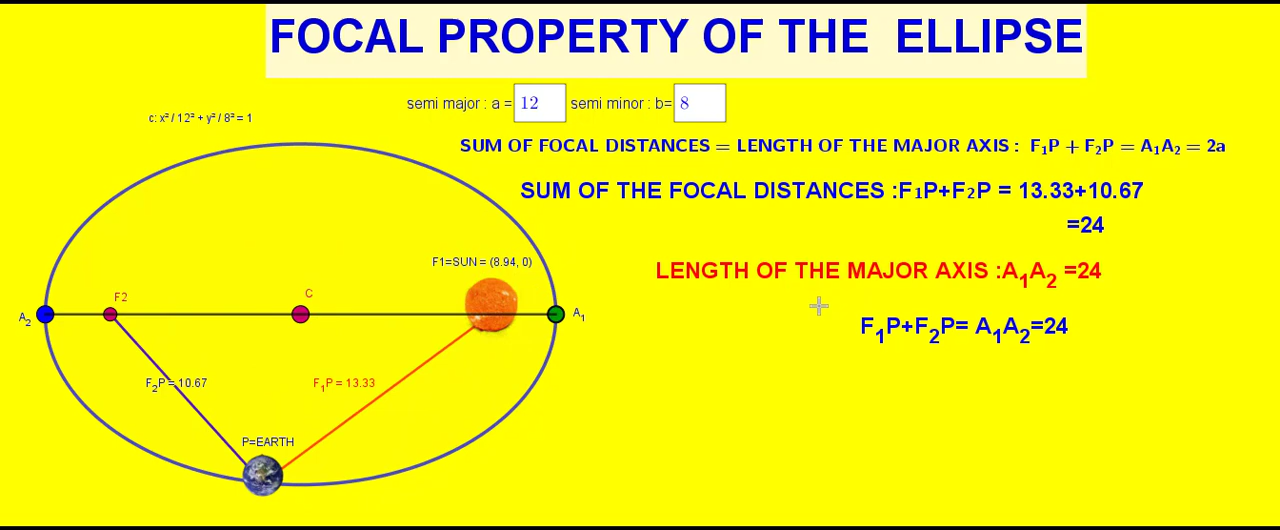 FOCAL PROPERTY OF THE ELLIPSE
semi major : a = 12 semi minor : b= 8
c: x² / 12² + y² / 8² = 1
SUM OF FOCAL DISTANCES = LENGTH OF THE MAJOR AXIS : F₁P + F₂P = A₁A₂ = 2a
SUM OF THE FOCAL DISTANCES :F₁P+F₂P = 13.33+10.67
=24
F1=SUN = (8.94, 0)
LENGTH OF THE MAJOR AXIS :A₁A₂ =24
F2
C
A₂
A₁
F₁P+F₂P= A₁A₂=24
F₂P = 10.67
F₁P = 13.33
P=EARTH